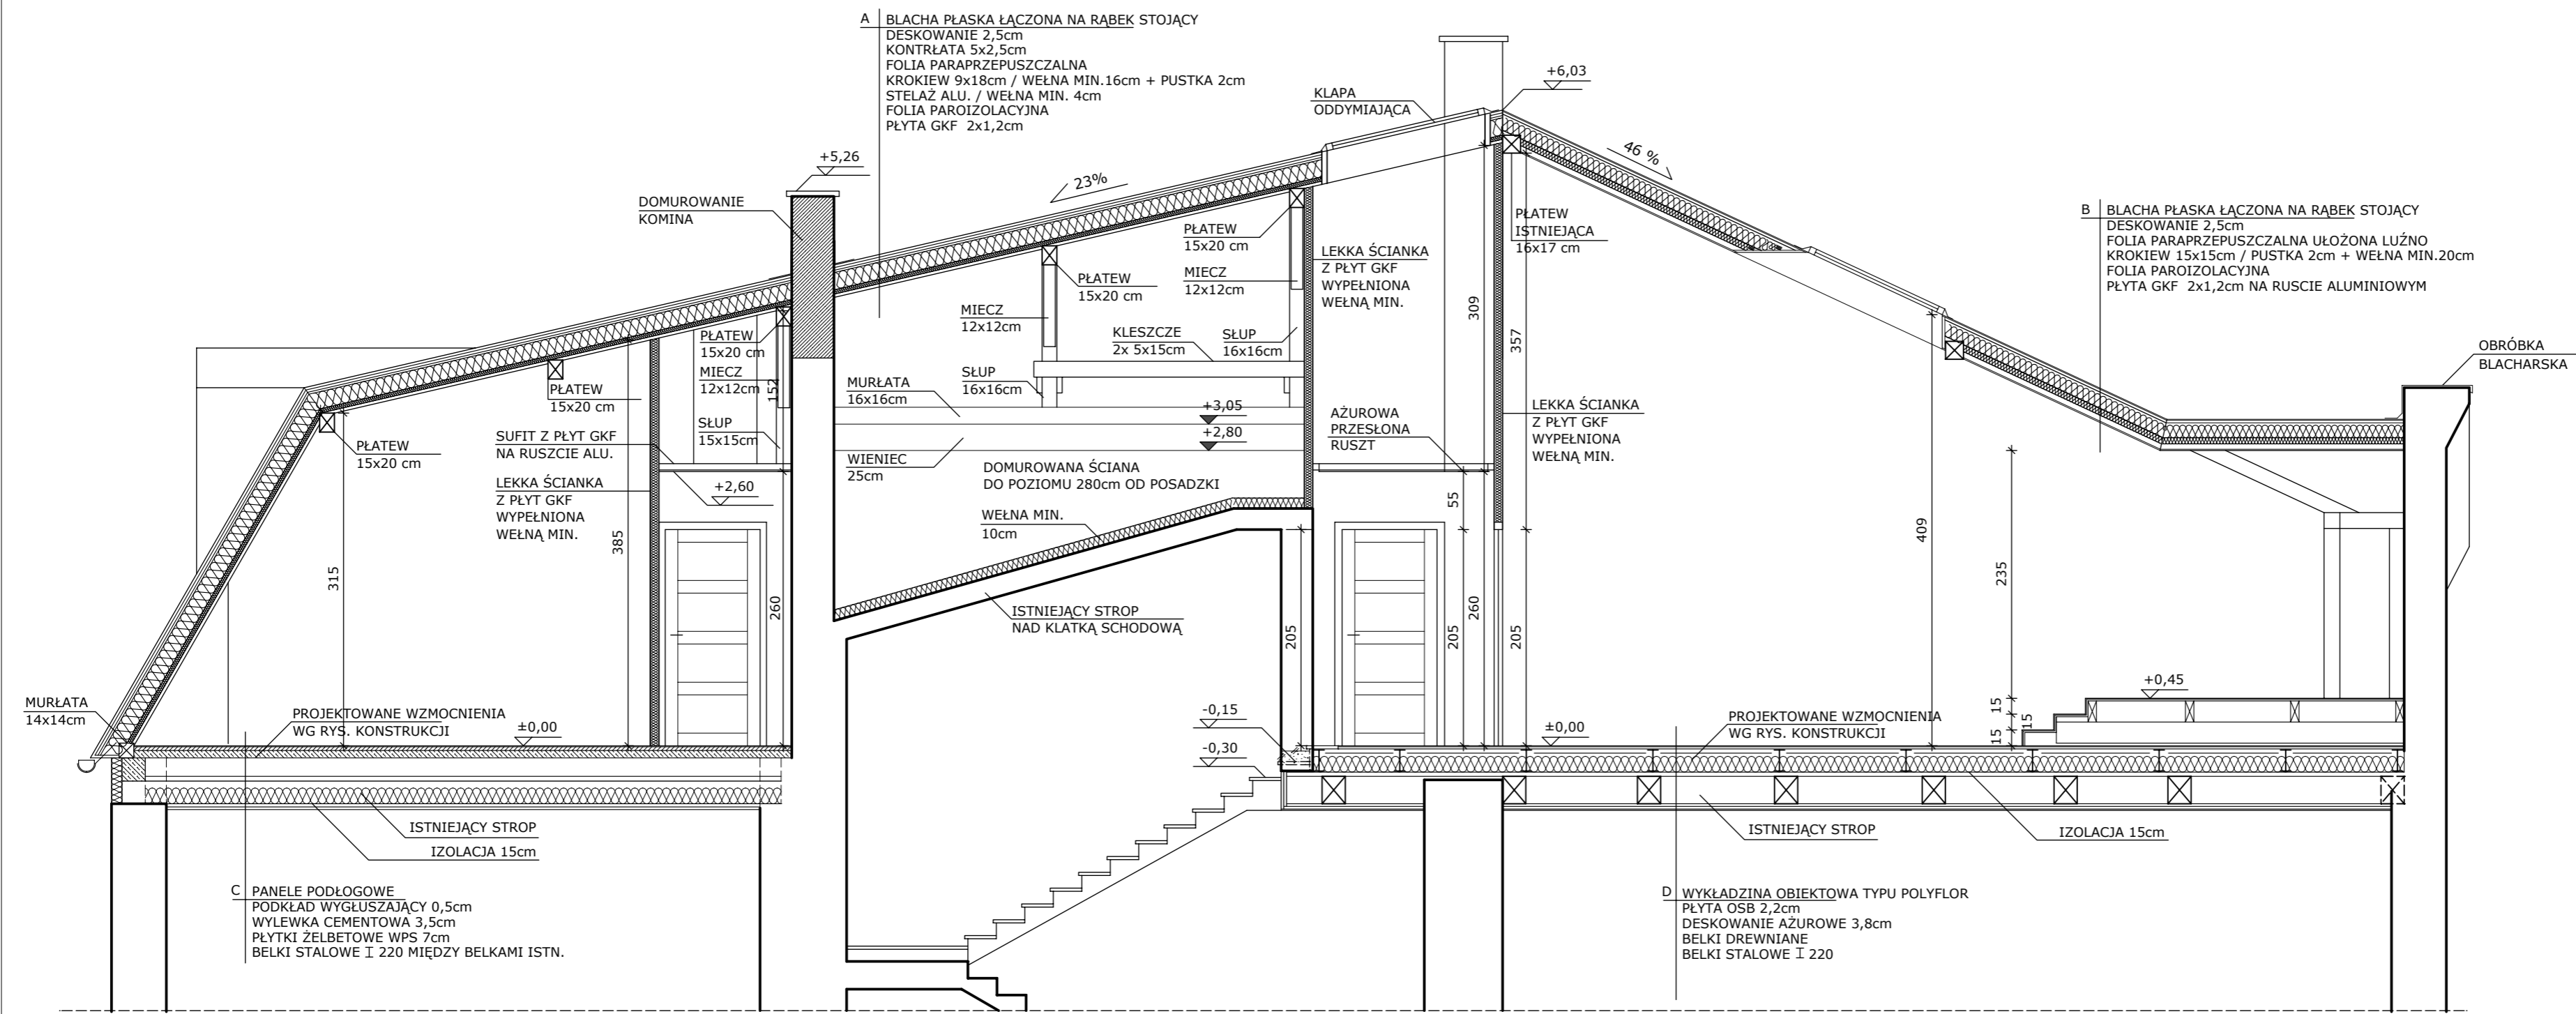 A
BLACHA PŁASKA ŁĄCZONA NA RĄBEK STOJĄCY
DESKOWANIE 2,5cm
KONTRŁATA 5x2,5cm
FOLIA PARAPRZEPUSZCZALNA
KROKIEW 9x18cm / WEŁNA MIN.16cm + PUSTKA 2cm
STELAŻ ALU. / WEŁNA MIN. 4cm
FOLIA PAROIZOLACYJNA
PŁYTA GKF 2x1,2cm
+6,03
KLAPA
ODDYMIAJĄCA
+5,26
46 %
23%
DOMUROWANIE
KOMINA
B
BLACHA PŁASKA ŁĄCZONA NA RĄBEK STOJĄCY
DESKOWANIE 2,5cm
FOLIA PARAPRZEPUSZCZALNA UŁOŻONA LUŹNO
KROKIEW 15x15cm / PUSTKA 2cm + WEŁNA MIN.20cm
FOLIA PAROIZOLACYJNA
PŁYTA GKF 2x1,2cm NA RUSCIE ALUMINIOWYM
PŁATEW
15x20 cm
MIECZ
12x12cm
LEKKA ŚCIANKA
Z PŁYT GKF
WYPEŁNIONA
WEŁNĄ MIN.
PŁATEW
ISTNIEJĄCA
16x17 cm
PŁATEW
15x20 cm
MIECZ
12x12cm
KLESZCZE
2x 5x15cm
SŁUP
16x16cm
309
357
OBRÓBKA
BLACHARSKA
PŁATEW
15x20 cm
MIECZ
12x12cm
152
SŁUP
15x15cm
MURŁATA
16x16cm
SŁUP
16x16cm
PŁATEW
15x20 cm
+3,05
+2,80
AŻUROWA
PRZESŁONA
RUSZT
LEKKA ŚCIANKA
Z PŁYT GKF
WYPEŁNIONA
WEŁNĄ MIN.
PŁATEW
15x20 cm
SUFIT Z PŁYT GKF
NA RUSZCIE ALU.
WIENIEC
25cm
DOMUROWANA ŚCIANA
DO POZIOMU 280cm OD POSADZKI
+2,60
LEKKA ŚCIANKA
Z PŁYT GKF
WYPEŁNIONA
WEŁNĄ MIN.
WEŁNA MIN.
10cm
55
315
385
260
ISTNIEJĄCY STROP
NAD KLATKĄ SCHODOWĄ
205
205
260
205
409
235
+0,45
15
15
15
MURŁATA
14x14cm
PROJEKTOWANE WZMOCNIENIA
WG RYS. KONSTRUKCJI
±0,00
-0,15
-0,30
±0,00
PROJEKTOWANE WZMOCNIENIA
WG RYS. KONSTRUKCJI
ISTNIEJĄCY STROP
IZOLACJA 15cm
ISTNIEJĄCY STROP
IZOLACJA 15cm
C
PANELE PODŁOGOWE
PODKŁAD WYGŁUSZAJĄCY 0,5cm
WYLEWKA CEMENTOWA 3,5cm
PŁYTKI ŻELBETOWE WPS 7cm
BELKI STALOWE I 220 MIĘDZY BELKAMI ISTN.
D
WYKŁADZINA OBIEKTOWA TYPU POLYFLOR
PŁYTA OSB 2,2cm
DESKOWANIE AŻUROWE 3,8cm
BELKI DREWNIANE
BELKI STALOWE I 220